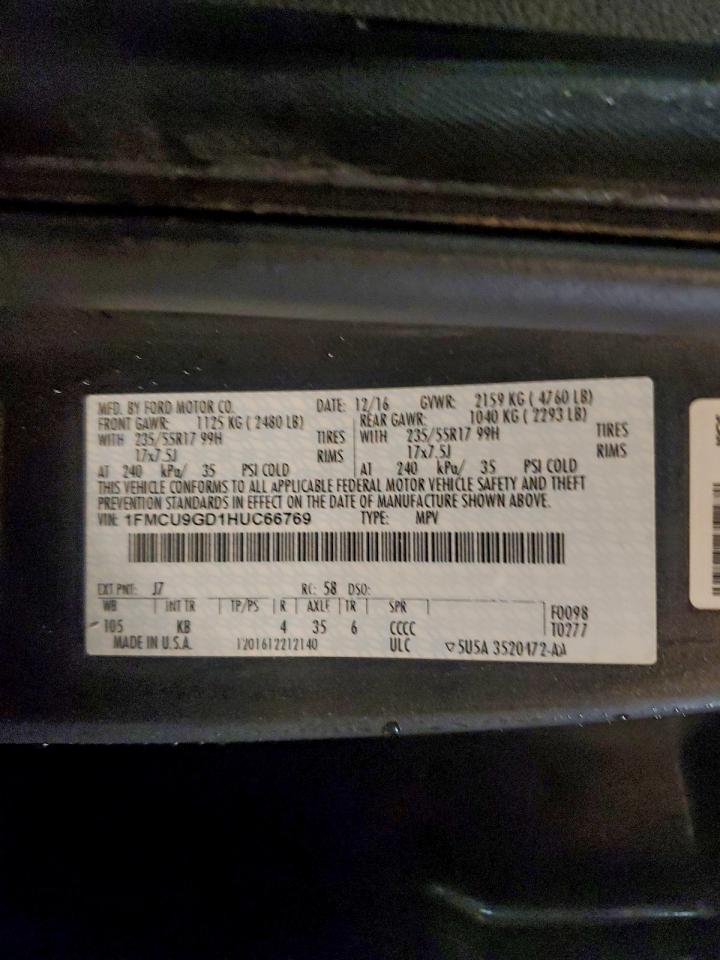 MFD. BY FORD MOTOR CO. DATE: 12/16 GVWR: 2159 KG ( 4760 LB)
FRONT GAWR: 1125 KG ( 2480 LB) REAR GAWR: 1040 KG ( 2293 LB)
WITH 235/55R17 99H TIRES WITH 235/55R17 99H TIRES
17x7.5J RIMS 17x7.5J RIMS
AT 240 kPa/ 35 PSI COLD AT 240 kPa/ 35 PSI COLD
THIS VEHICLE CONFORMS TO ALL APPLICABLE FEDERAL MOTOR VEHICLE SAFETY AND THEFT
PREVENTION STANDARDS IN EFFECT ON THE DATE OF MANUFACTURE SHOWN ABOVE.
VIN: 1FMCU9GD1HUC66769 TYPE: MPV
EXT PNT: J7 RC: 58 DSO:
WB INT TR TP/PS R AXLE TR SPR F0098
105 KB 4 35 6 CCCC T0277
MADE IN U.S.A. 1201612212140 ULC 5U5A 3520472-AA